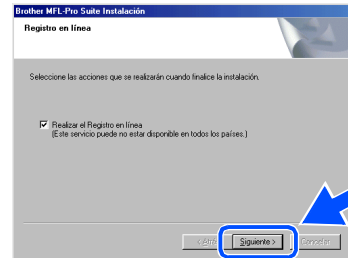 Brother MFL-Pro Suite Instalación
Registro en línea
Seleccione las acciones que se realizarán cuando finalice la instalación.
Realizar el Registro en línea
(Este servicio puede no estar disponible en todos los países.)
Siguiente >
Cancelar